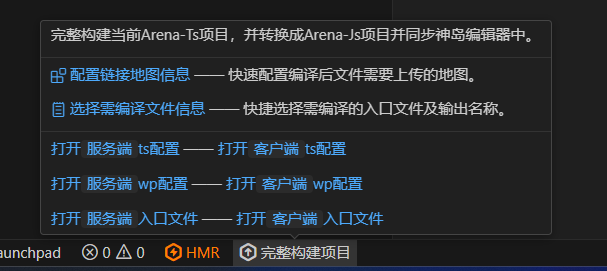 完整构建当前Arena-Ts项目，并转换成Arena-Js项目并同步神岛编辑器中。
配置链接地图信息 —— 快速配置编译后文件需要上传的地图。
选择需编译文件信息 —— 快捷选择需编译的入口文件及输出名称。
打开 服务端 ts配置 —— 打开 客户端 ts配置
打开 服务端 wp配置 —— 打开 客户端 wp配置
打开 服务端 入口文件 —— 打开 客户端 入口文件
aunchpad 0 0 HMR 完整构建项目